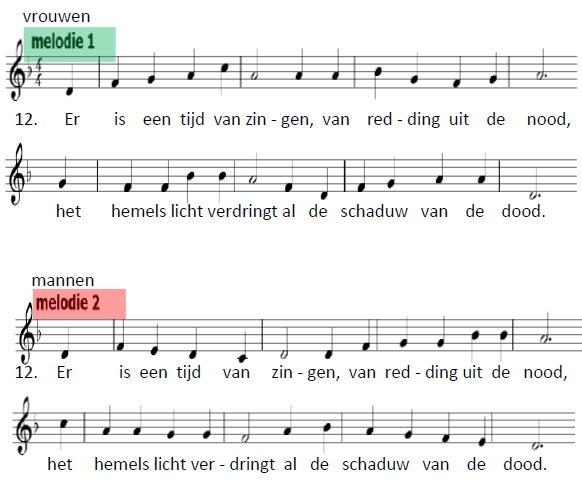 vrouwen
melodie 1
4
4
12. Er is een tijd van zin - gen, van red - ding uit de nood,
het hemels licht verdringt al de schaduw van de dood.
mannen
melodie 2
12. Er is een tijd van zin - gen, van red - ding uit de nood,
het hemels licht ver - dringt al de schaduw van de dood.